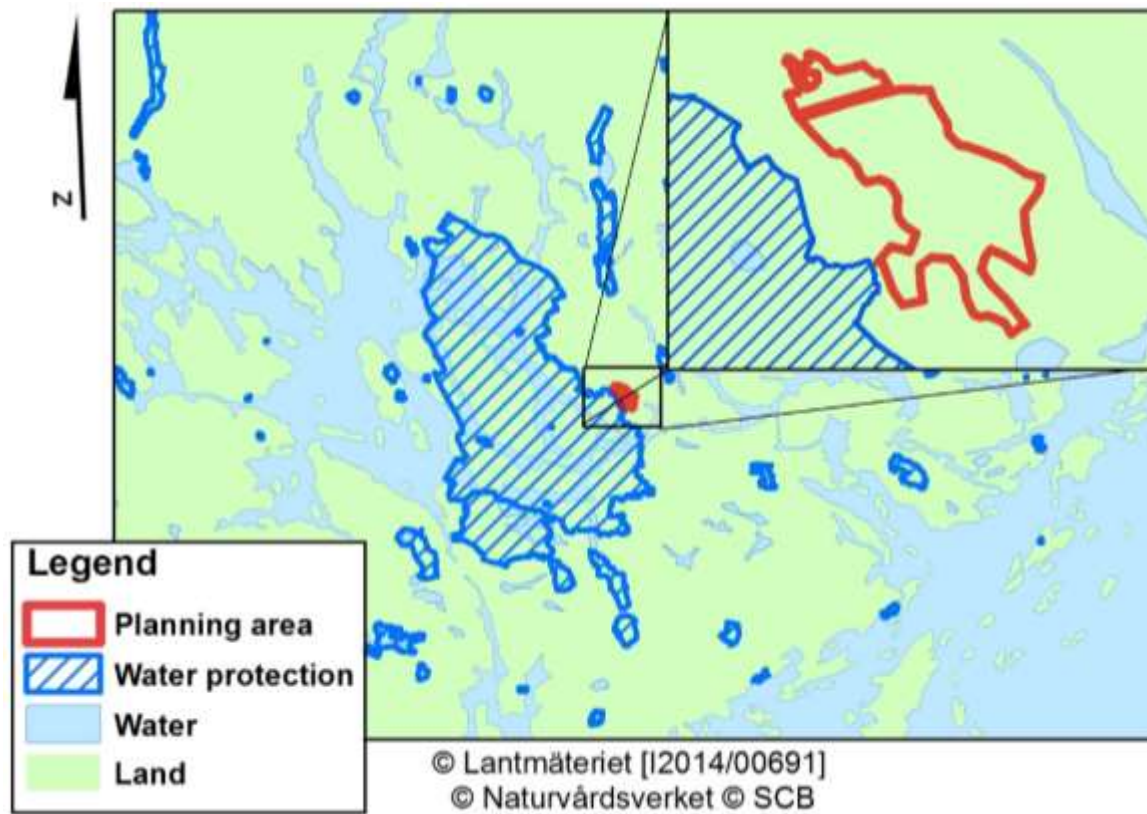 N
Legend
Planning area
Water protection
Water
Land
© Lantmäteriet [I2014/00691]
© Naturvårdsverket © SCB